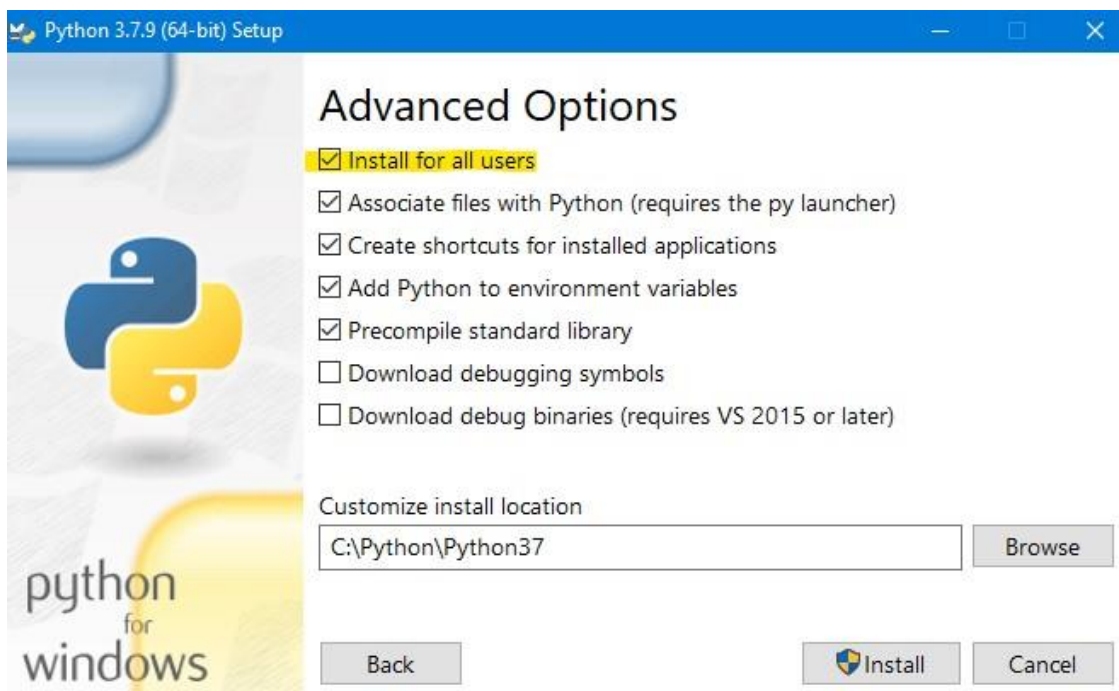 Python 3.7.9 (64-bit) Setup
Advanced Options
Install for all users
Associate files with Python (requires the py launcher)
Create shortcuts for installed applications
Add Python to environment variables
Precompile standard library
Download debugging symbols
Download debug binaries (requires VS 2015 or later)
Customize install location
C:\Python\Python37
Browse
python
for
windows
Back
Install
Cancel